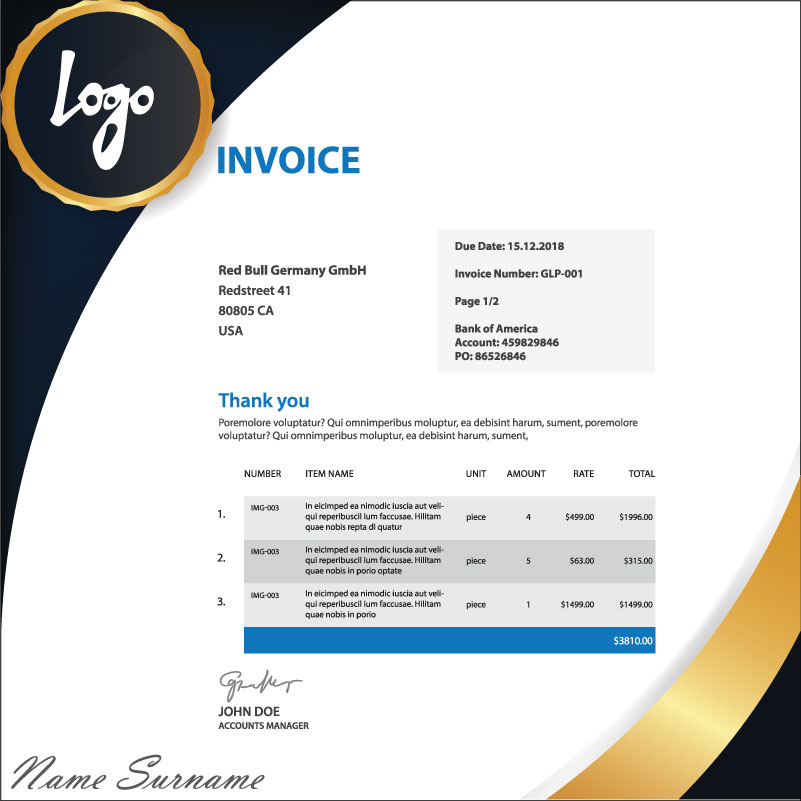 Logo
INVOICE
Due Date: 15.12.2018
Invoice Number: GLP-001
Page 1/2
Bank of America
Account: 459829846
PO: 86526846
Red Bull Germany GmbH
Redstreet 41
80805 CA
USA
Thank you
Poremolore voluptatur? Qui omnimperibus moluptur, ea debisint harum, sument, poremolore
voluptatur? Qui omnimperibus moluptur, ea debisint harum, sument,
NUMBER ITEM NAME UNIT AMOUNT RATE TOTAL
1. IMG-003 In eicimped ea nimodic iuscia aut veli- piece 4 $499.00 $1996.00
qui reperibuscil ium faccusae. Hilitam
quae nobis repta di quatur
2. IMG-003 In eicimped ea nimodic iuscia aut veli- piece 5 $63.00 $315.00
qui reperibuscil ium faccusae. Hilitam
quae nobis in porio optate
3. IMG-003 In eicimped ea nimodic iuscia aut veli- piece 1 $1499.00 $1499.00
qui reperibuscil ium faccusae. Hilitam
quae nobis in porio
$3810.00
JOHN DOE
ACCOUNTS MANAGER
Name Surname